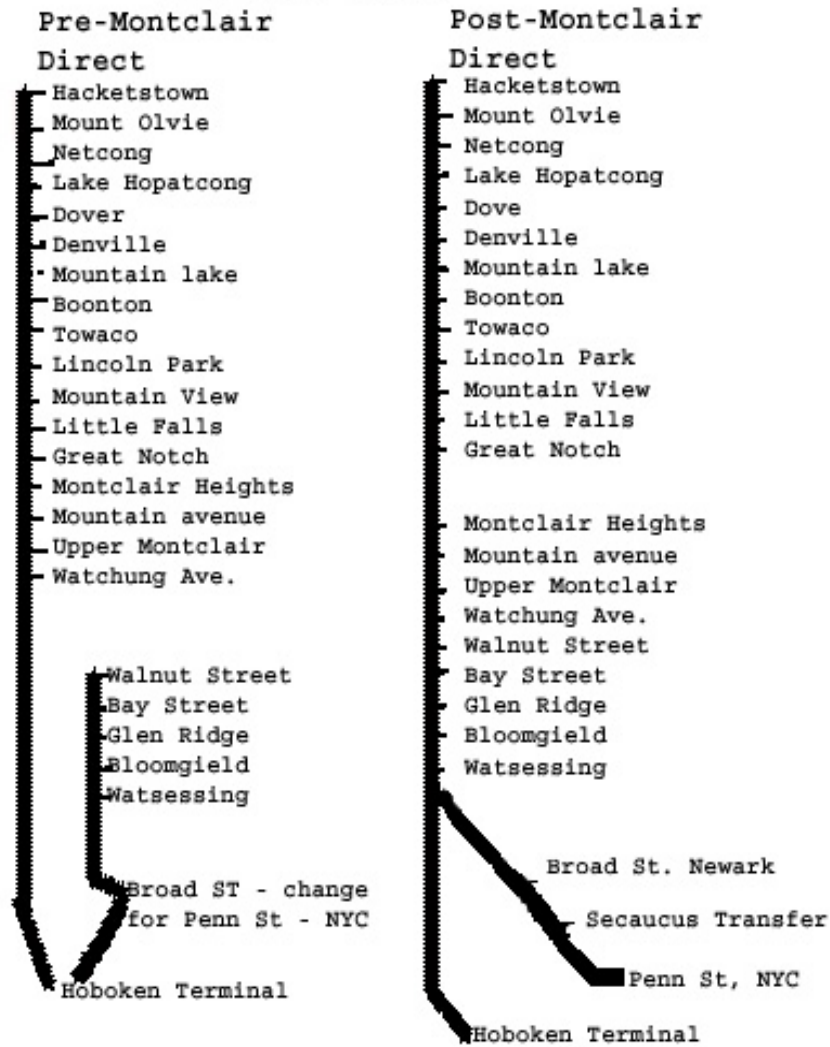 Pre-Montclair
Direct
Hacketstown
Mount Olvie
Netcong
Lake Hopatcong
Dover
Denville
Mountain lake
Boonton
Towaco
Lincoln Park
Mountain View
Little Falls
Great Notch
Montclair Heights
Mountain avenue
Upper Montclair
Watchung Ave.
Walnut Street
Bay Street
Glen Ridge
Bloomgield
Watsessing
Broad ST - change
for Penn St - NYC
Hoboken Terminal
Post-Montclair
Direct
Hacketstown
Mount Olvie
Netcong
Lake Hopatcong
Dove
Denville
Mountain lake
Boonton
Towaco
Lincoln Park
Mountain View
Little Falls
Great Notch
Montclair Heights
Mountain avenue
Upper Montclair
Watchung Ave.
Walnut Street
Bay Street
Glen Ridge
Bloomgield
Watsessing
Broad St. Newark
Secaucus Transfer
Penn St, NYC
Hoboken Terminal